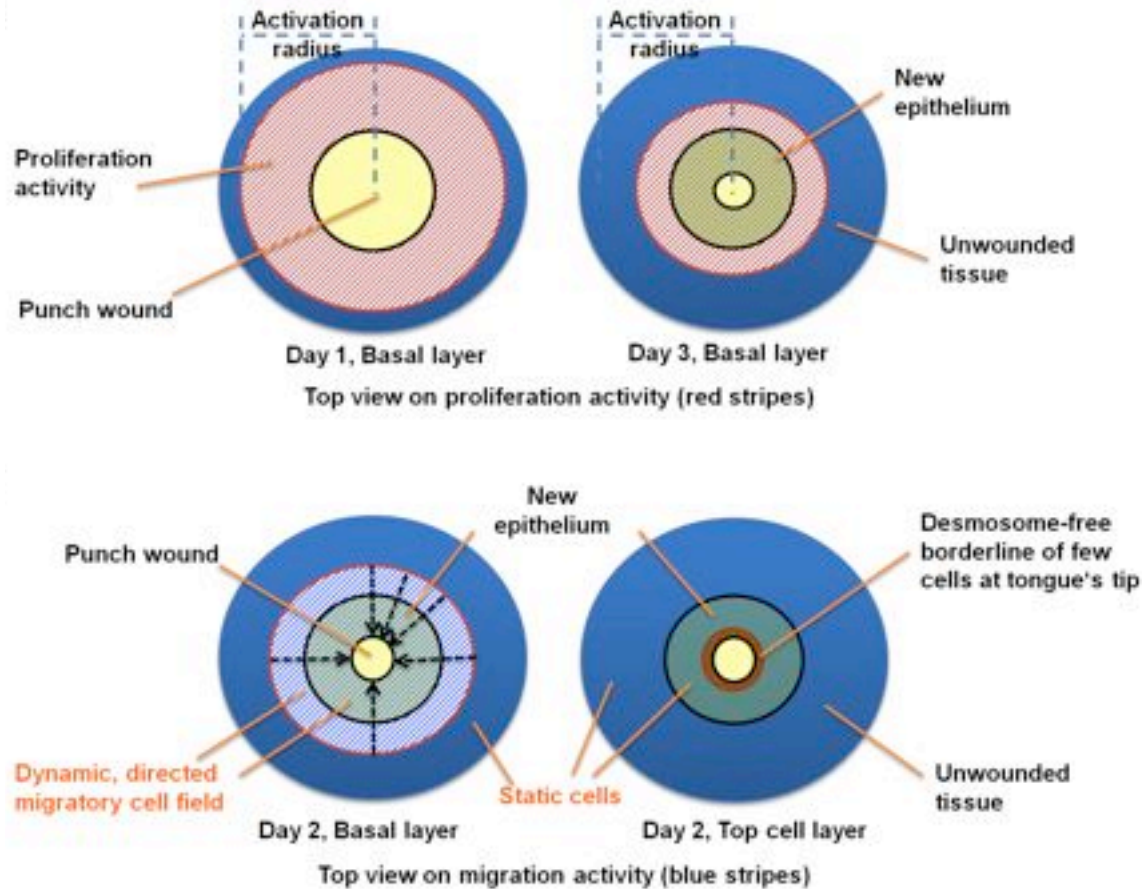 Activation
radius
Activation
radius
New
epithelium
Proliferation
activity
Unwounded
tissue
Punch wound
Day 1, Basal layer
Day 3, Basal layer
Top view on proliferation activity (red stripes)
New
epithelium
Punch wound
Desmosome-free
borderline of few
cells at tongue's tip
Dynamic, directed
migratory cell field
Static cells
Unwounded
tissue
Day 2, Basal layer
Day 2, Top cell layer
Top view on migration activity (blue stripes)